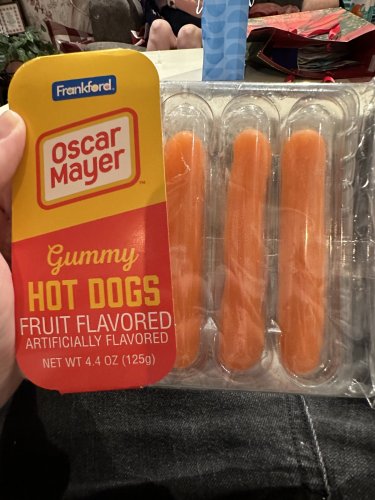 Frankford
Oscar
Mayer
Gummy
HOT DOGS
FRUIT FLAVORED
ARTIFICIALLY FLAVORED
NET WT 4.4 OZ (125g)